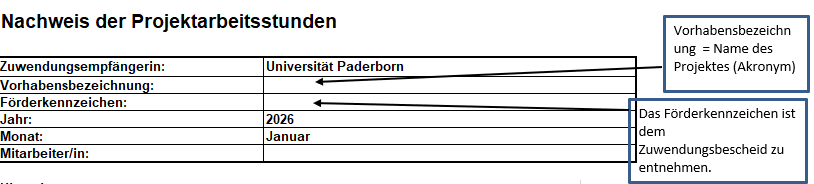 Nachweis der Projektarbeitsstunden
Zuwendungsempfängerin: Universität Paderborn
Vorhabensbezeichnung:
Förderkennzeichen:
Jahr: 2026
Monat: Januar
Mitarbeiter/in:
Vorhabensbezeichn
ung = Name des
Projektes (Akronym)
Das Förderkennzeichen ist
dem
Zuwendungsbescheid zu
entnehmen.